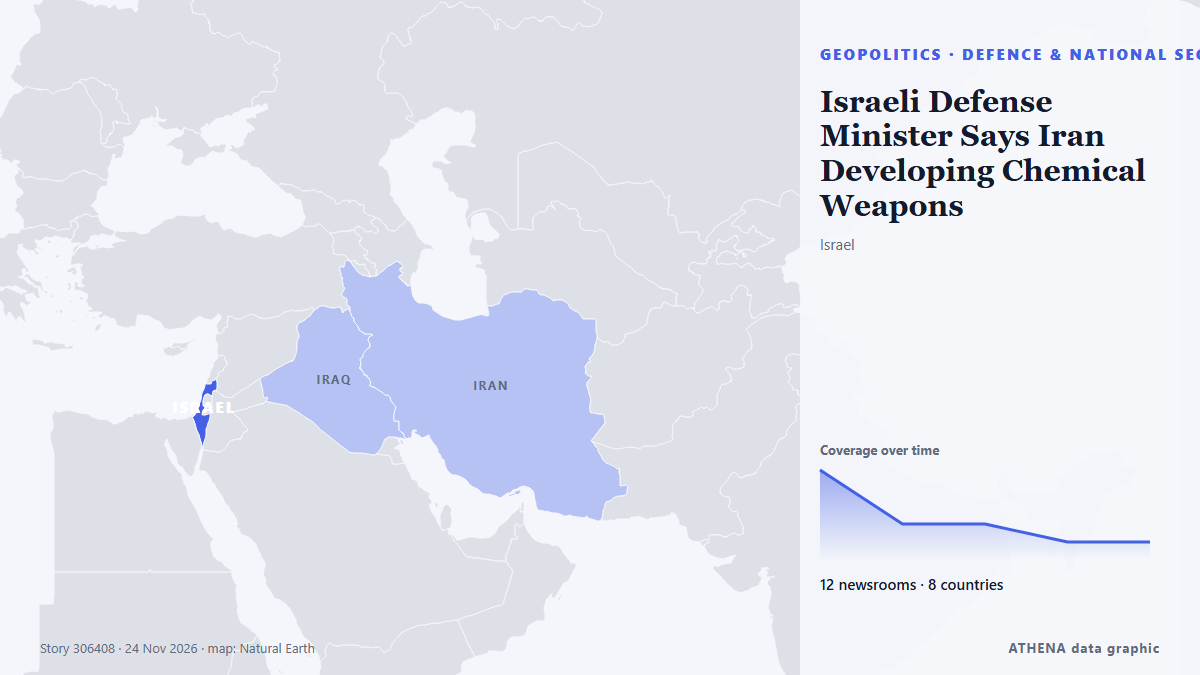 GEOPOLITICS · DEFENCE & NATIONAL SEC
Israeli Defense
Minister Says Iran
Developing Chemical
Weapons
Israel
IRAQ
IRAN
ISRAEL
Coverage over time
12 newsrooms · 8 countries
Story 306408 · 24 Nov 2026 · map: Natural Earth
ATHENA data graphic